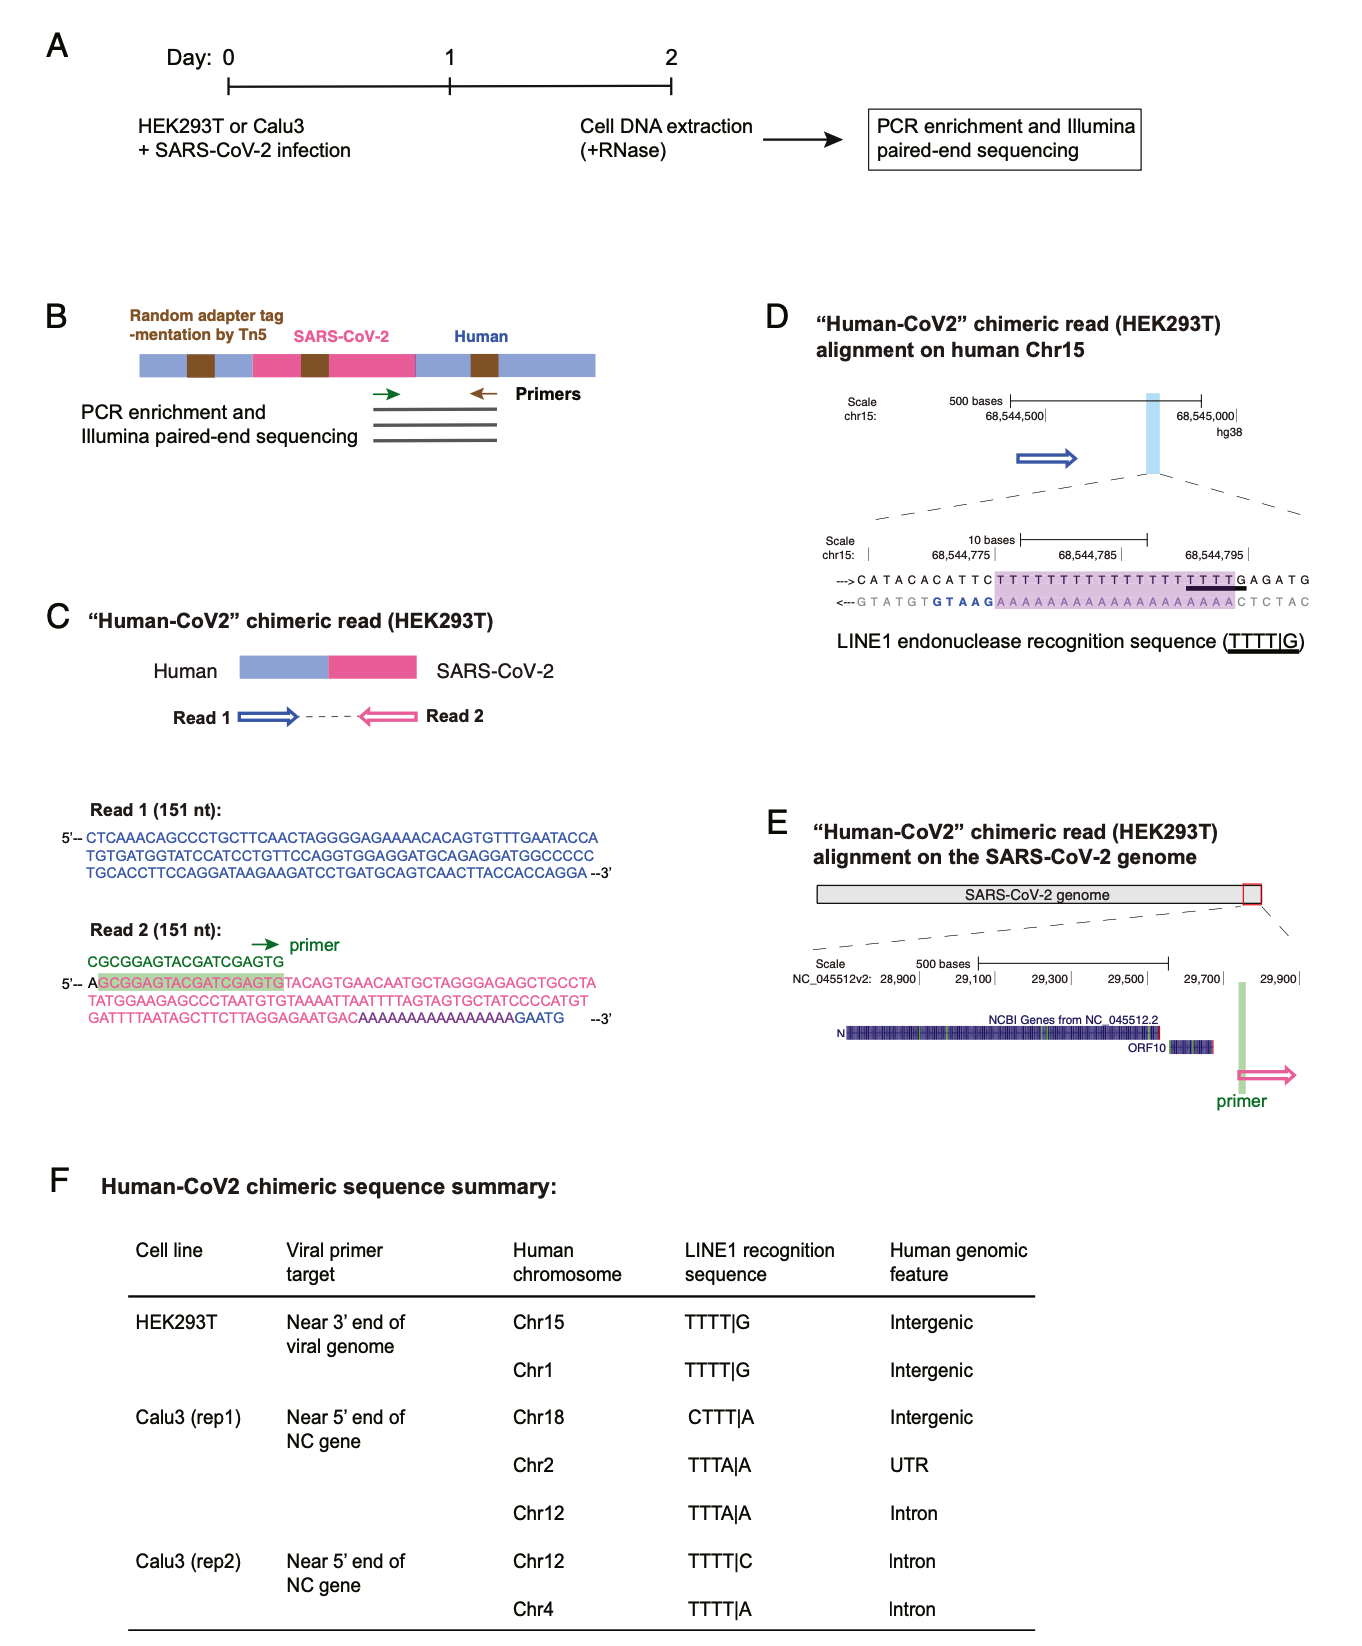 A
Day: 0 1 2
HEK293T or Calu3
+ SARS-CoV-2 infection
Cell DNA extraction
(+RNase)
PCR enrichment and Illumina
paired-end sequencing
B
Random adapter tag
-mentation by Tn5
SARS-CoV-2
Human
Primers
PCR enrichment and
Illumina paired-end sequencing
C
“Human-CoV2” chimeric read (HEK293T)
Human
SARS-CoV-2
Read 1
Read 2
Read 1 (151 nt):
5’-- CTCAAACAGCCCTGCTTCAACTAGGGGAGAAAACACAGTGTTTGAATACCA
TGTGATGGTATCCATCCTGTTCCAGGTGGAGGATGCAGAGGATGGCCCCC
TGCACCTTCCAGGATAAGAAGATCCTGATGCAGTCAACTTACCACCAGGA --3’
Read 2 (151 nt):
primer
CGCGGAGTACGATCGAGTG
5’-- AGCGGAGTACGATCGAGTGTACAGTGAACAATGCTAGGGAGAGCTGCCTA
TATGGAAGAGCCCTAATGTGTAAAATTAATTTTAGTAGTGCTATCCCCATGT
GATTTTAATAGCTTCTTAGGAGAATGACAAAAAAAAAAAAAAAGAATG --3’
D
“Human-CoV2” chimeric read (HEK293T)
alignment on human Chr15
Scale 500 bases
chr15: 68,544,500 68,545,000
hg38
Scale 10 bases
chr15: 68,544,775 68,544,785 68,544,795
---> C A T A C A C A T T C T T T T T T T T T T T T T T T T T T T G A G A T G
<--- G T A T G T G T A A G A A A A A A A A A A A A A A A A A A A C T C T A C
LINE1 endonuclease recognition sequence (TTTT|G)
E
“Human-CoV2” chimeric read (HEK293T)
alignment on the SARS-CoV-2 genome
SARS-CoV-2 genome
Scale 500 bases
NC_045512v2: 28,900 29,100 29,300 29,500 29,700 29,900
NCBI Genes from NC_045512.2
N
ORF10
primer
F
Human-CoV2 chimeric sequence summary:
Cell line Viral primer Human LINE1 recognition Human genomic
target chromosome sequence feature
HEK293T Near 3’ end of Chr15 TTTT|G Intergenic
viral genome
Chr1 TTTT|G Intergenic
Calu3 (rep1) Near 5’ end of Chr18 CTTT|A Intergenic
NC gene
Chr2 TTTA|A UTR
Chr12 TTTA|A Intron
Calu3 (rep2) Near 5’ end of Chr12 TTTT|C Intron
NC gene
Chr4 TTTT|A Intron